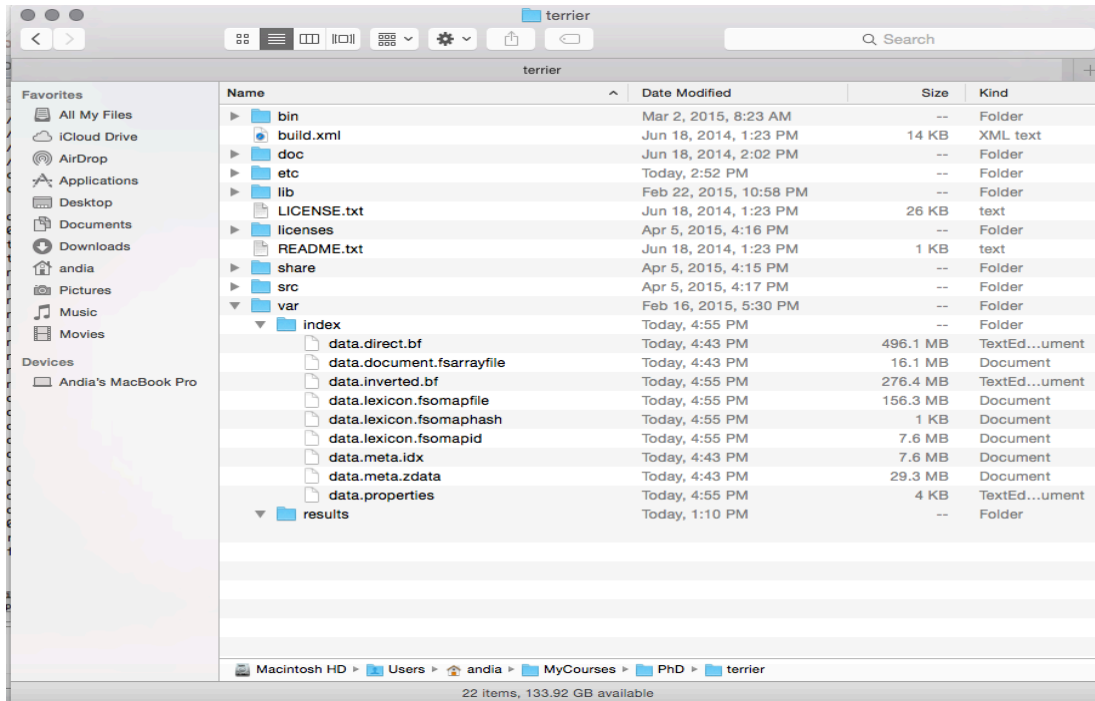 terrier
Search
terrier
Favorites
All My Files
iCloud Drive
AirDrop
Applications
Desktop
Documents
Downloads
andia
Pictures
Music
Movies
Devices
Andia's MacBook Pro
Name Date Modified Size Kind
bin Mar 2, 2015, 8:23 AM -- Folder
build.xml Jun 18, 2014, 1:23 PM 14 KB XML text
doc Jun 18, 2014, 2:02 PM -- Folder
etc Today, 2:52 PM -- Folder
lib Feb 22, 2015, 10:58 PM -- Folder
LICENSE.txt Jun 18, 2014, 1:23 PM 26 KB text
licenses Apr 5, 2015, 4:16 PM -- Folder
README.txt Jun 18, 2014, 1:23 PM 1 KB text
share Apr 5, 2015, 4:15 PM -- Folder
src Apr 5, 2015, 4:17 PM -- Folder
var Feb 16, 2015, 5:30 PM -- Folder
index Today, 4:55 PM -- Folder
data.direct.bf Today, 4:43 PM 496.1 MB TextEd...ument
data.document.fsarrayfile Today, 4:43 PM 16.1 MB Document
data.inverted.bf Today, 4:55 PM 276.4 MB TextEd...ument
data.lexicon.fsomapfile Today, 4:55 PM 156.3 MB Document
data.lexicon.fsomaphash Today, 4:55 PM 1 KB Document
data.lexicon.fsomapid Today, 4:55 PM 7.6 MB Document
data.meta.idx Today, 4:43 PM 7.6 MB Document
data.meta.zdata Today, 4:43 PM 29.3 MB Document
data.properties Today, 4:55 PM 4 KB TextEd...ument
results Today, 1:10 PM -- Folder
Macintosh HD Users andia MyCourses PhD terrier
22 items, 133.92 GB available